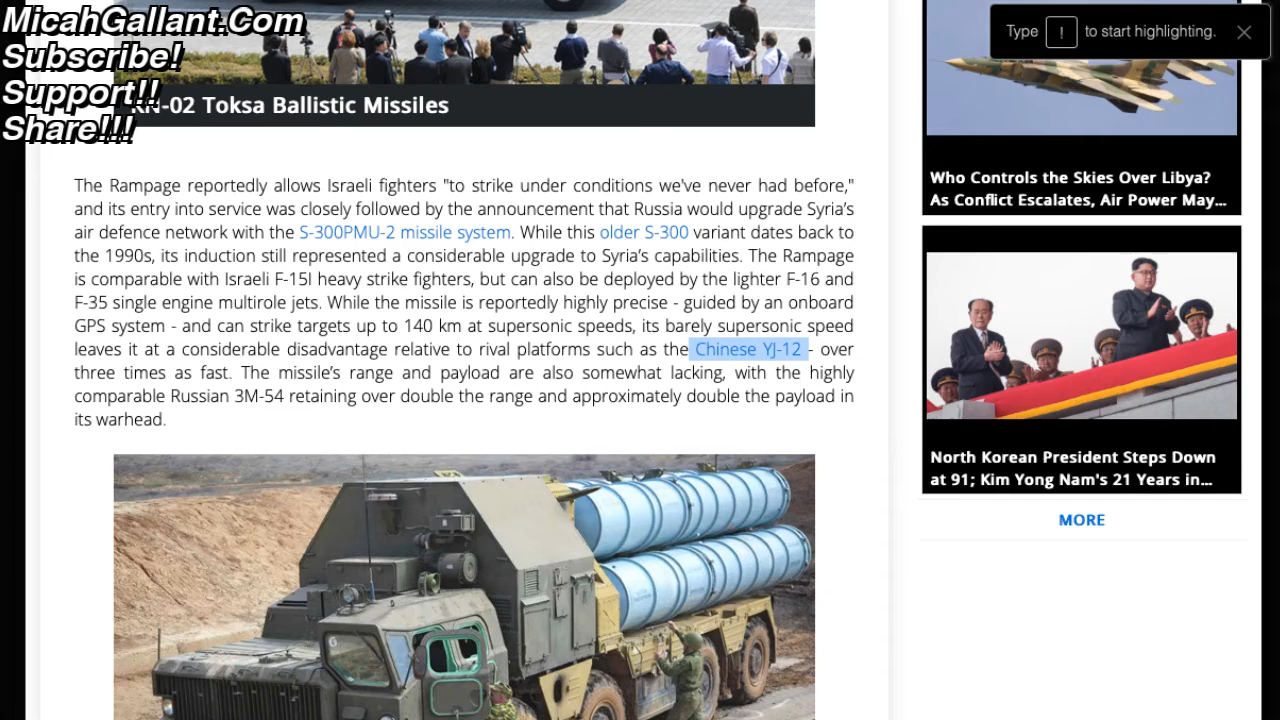 MicahGallant.Com
Subscribe!
Support!!
Share!!!
-02 Toksa Ballistic Missiles
The Rampage reportedly allows Israeli fighters "to strike under conditions we've never had before,"
and its entry into service was closely followed by the announcement that Russia would upgrade Syria's
air defence network with the S-300PMU-2 missile system. While this older S-300 variant dates back to
the 1990s, its induction still represented a considerable upgrade to Syria's capabilities. The Rampage
is comparable with Israeli F-15I heavy strike fighters, but can also be deployed by the lighter F-16 and
F-35 single engine multirole jets. While the missile is reportedly highly precise - guided by an onboard
GPS system - and can strike targets up to 140 km at supersonic speeds, its barely supersonic speed
leaves it at a considerable disadvantage relative to rival platforms such as the Chinese YJ-12 - over
three times as fast. The missile's range and payload are also somewhat lacking, with the highly
comparable Russian 3M-54 retaining over double the range and approximately double the payload in
its warhead.
Type ! to start highlighting.
Who Controls the Skies Over Libya?
As Conflict Escalates, Air Power May...
North Korean President Steps Down
at 91; Kim Yong Nam's 21 Years in...
MORE